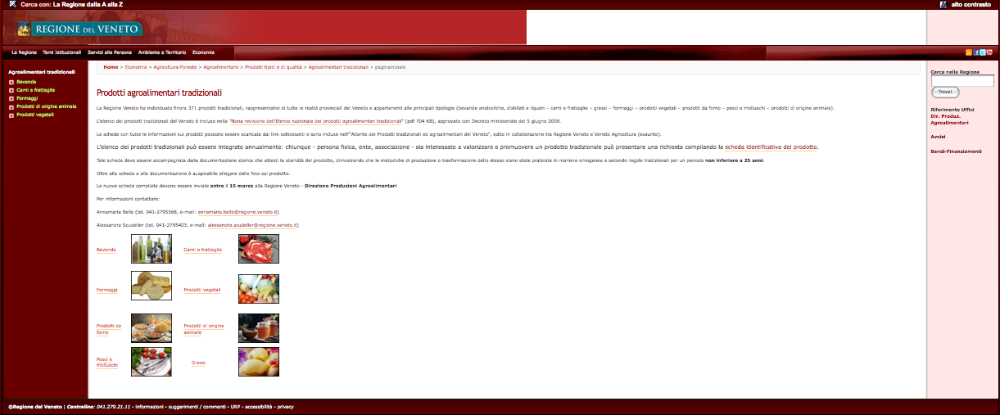 Cerca con: La Regione dalla A alla Z
alto contrasto
REGIONE DEL VENETO
La Regione Temi Istituzionali Servizi alla Persona Ambiente e Territorio Economia
Agroalimentari tradizionali
Bevande
Carni e frattaglie
Formaggi
Prodotti di origine animale
Prodotti vegetali
Home > Economia > Agricoltura-Foreste > Agroalimentare > Prodotti tipici e di qualità > Agroalimentari tradizionali > paginainiziale
Prodotti agroalimentari tradizionali
La Regione Veneto ha individuato finora 371 prodotti tradizionali, rappresentativi di tutte le realtà provinciali del Veneto e appartenenti alle principali tipologie (bevande analcoliche, distillati e liquori – carni e frattaglie – grassi – formaggi – prodotti vegetali – prodotti da forno – pesci e molluschi – prodotti di origine animale).
L'elenco dei prodotti tradizionali del Veneto è incluso nella "Nona revisione dell'Elenco nazionale dei prodotti agroalimentari tradizionali" (pdf 704 KB), approvato con Decreto ministeriale del 5 giugno 2009.
Le schede con tutte le informazioni sui prodotti possono essere scaricate dai link sottostanti e sono incluse nell'"Atlante dei Prodotti tradizionali ed agroalimentari del Veneto", edito in collaborazione tra Regione Veneto e Veneto Agricoltura (esaurito).
L'elenco dei prodotti tradizionali può essere integrato annualmente: chiunque - persona fisica, ente, associazione - sia interessato a valorizzare e promuovere un prodotto tradizionale può presentare una richiesta compilando la scheda identificativa del prodotto.
Tale scheda deve essere accompagnata dalla documentazione storica che attesti la storicità del prodotto, dimostrando che le metodiche di produzione o trasformazione dello stesso siano state praticate in maniera omogenea e secondo regole tradizionali per un periodo non inferiore a 25 anni.
Oltre alla scheda e alla documentazione è auspicabile allegare delle foto sul prodotto.
Le nuove schede compilate devono essere inviate entro il 15 marzo alla Regione Veneto - Direzione Produzioni Agroalimentari
Per informazioni contattare:
Annamaria Bello (tel. 041-2795568, e-mail: annamaria.bello@regione.veneto.it)
Alessandra Scudeller (tel. 041-2795403, e-mail: alessandra.scudeller@regione.veneto.it)
Bevande
Carni e frattaglie
Formaggi
Prodotti vegetali
Prodotti da
forno
Prodotti di origine
animale
Pesci e
molluschi
Grassi
Cerca nella Regione
Trova!
Riferimento Uffici
Dir. Produz.
Agroalimentari
Avvisi
Bandi-Finanziamenti
©Regione del Veneto | Centralino: 041.279.21.11 - informazioni - suggerimenti / commenti - URP - accessibilità - privacy